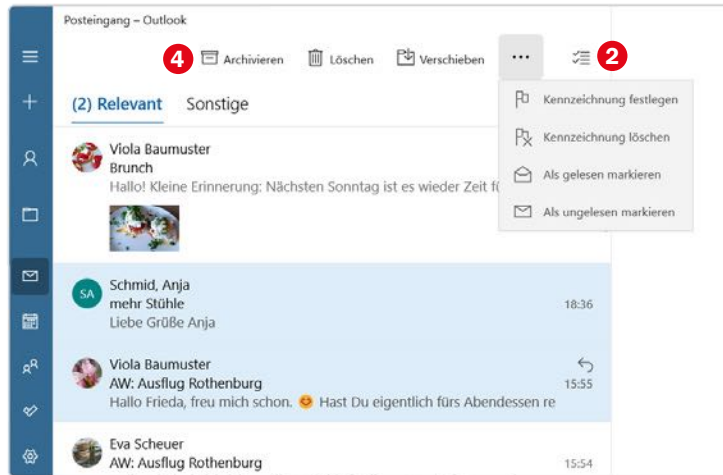 Posteingang – Outlook
4 Archivieren Löschen Verschieben ... 2
(2) Relevant Sonstige
Kennzeichnung festlegen
Kennzeichnung löschen
Als gelesen markieren
Als ungelesen markieren
Viola Baumuster
Brunch
Hallo! Kleine Erinnerung: Nächsten Sonntag ist es wieder Zeit
SA
Schmid, Anja
mehr Stühle 18:36
Liebe Grüße Anja
Viola Baumuster
AW: Ausflug Rothenburg 15:55
Hallo Frieda, freu mich schon. 😊 Hast Du eigentlich fürs Abendessen re
Eva Scheuer
AW: Ausflug Rothenburg 15:54